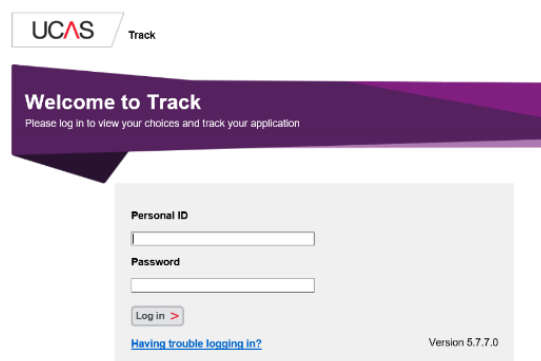 UCAS Track
Welcome to Track
Please log in to view your choices and track your application
Personal ID
Password
Log in >
Having trouble logging in?
Version 5.7.7.0